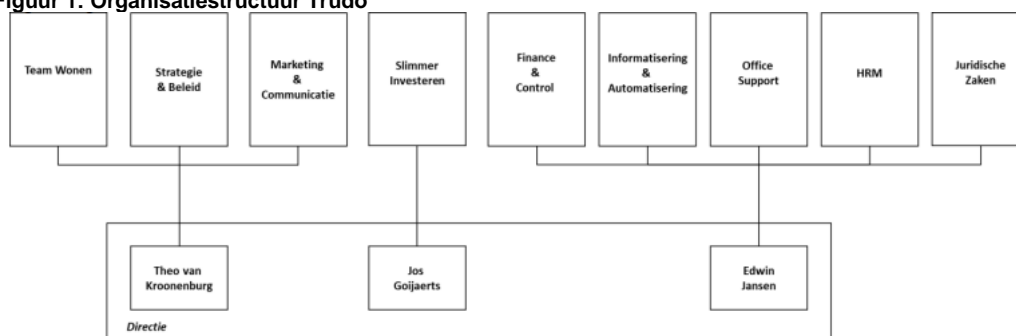 Figuur 1: Organisatiestructuur Trudo
Team Wonen
Strategie
& Beleid
Marketing
&
Communicatie
Slimmer
Investeren
Finance
&
Control
Informatisering
&
Automatisering
Office
Support
HRM
Juridische
Zaken
Theo van
Kroonenburg
Jos
Goijaerts
Edwin
Jansen
Directie